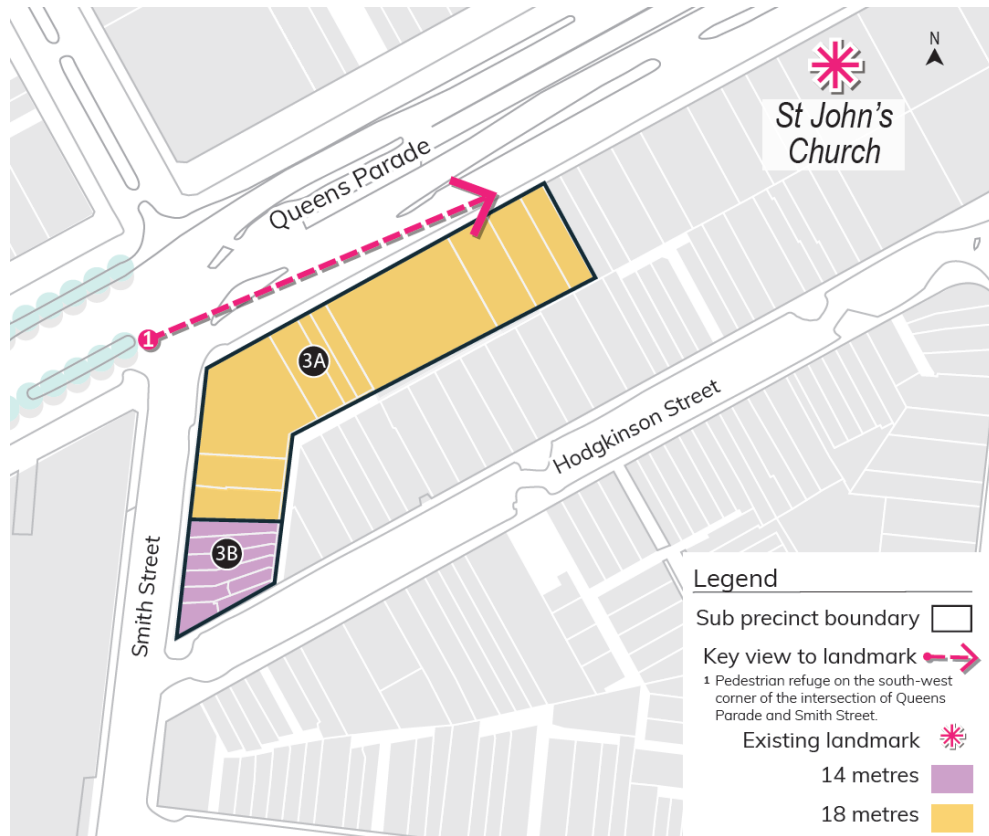 N
St John's
Church
Queens Parade
1
3A
Hodgkinson Street
3B
Smith Street
Legend
Sub precinct boundary
Key view to landmark
1 Pedestrian refuge on the south-west
corner of the intersection of Queens
Parade and Smith Street.
Existing landmark
14 metres
18 metres